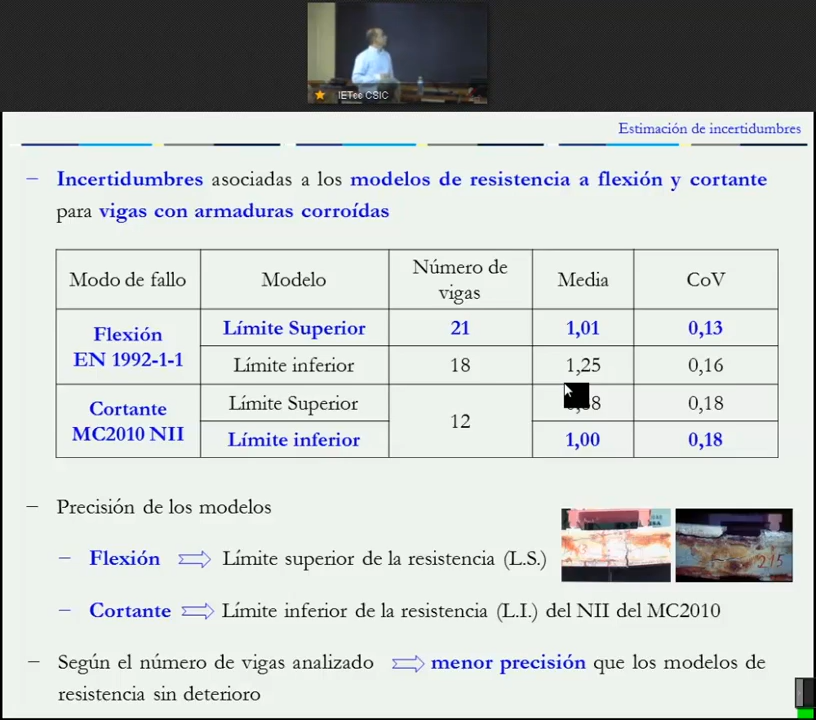 IETcc CSIC
Estimación de incertidumbres
– Incertidumbres asociadas a los modelos de resistencia a flexión y cortante
para vigas con armaduras corroídas
Modo de fallo Modelo Número de vigas Media CoV
Flexión EN 1992-1-1 Límite Superior 21 1,01 0,13
Límite inferior 18 1,25 0,16
Cortante MC2010 NII Límite Superior 12 0,18
Límite inferior 1,00 0,18
– Precisión de los modelos
– Flexión ⇨ Límite superior de la resistencia (L.S.)
– Cortante ⇨ Límite inferior de la resistencia (L.I.) del NII del MC2010
– Según el número de vigas analizado ⇨ menor precisión que los modelos de
resistencia sin deterioro